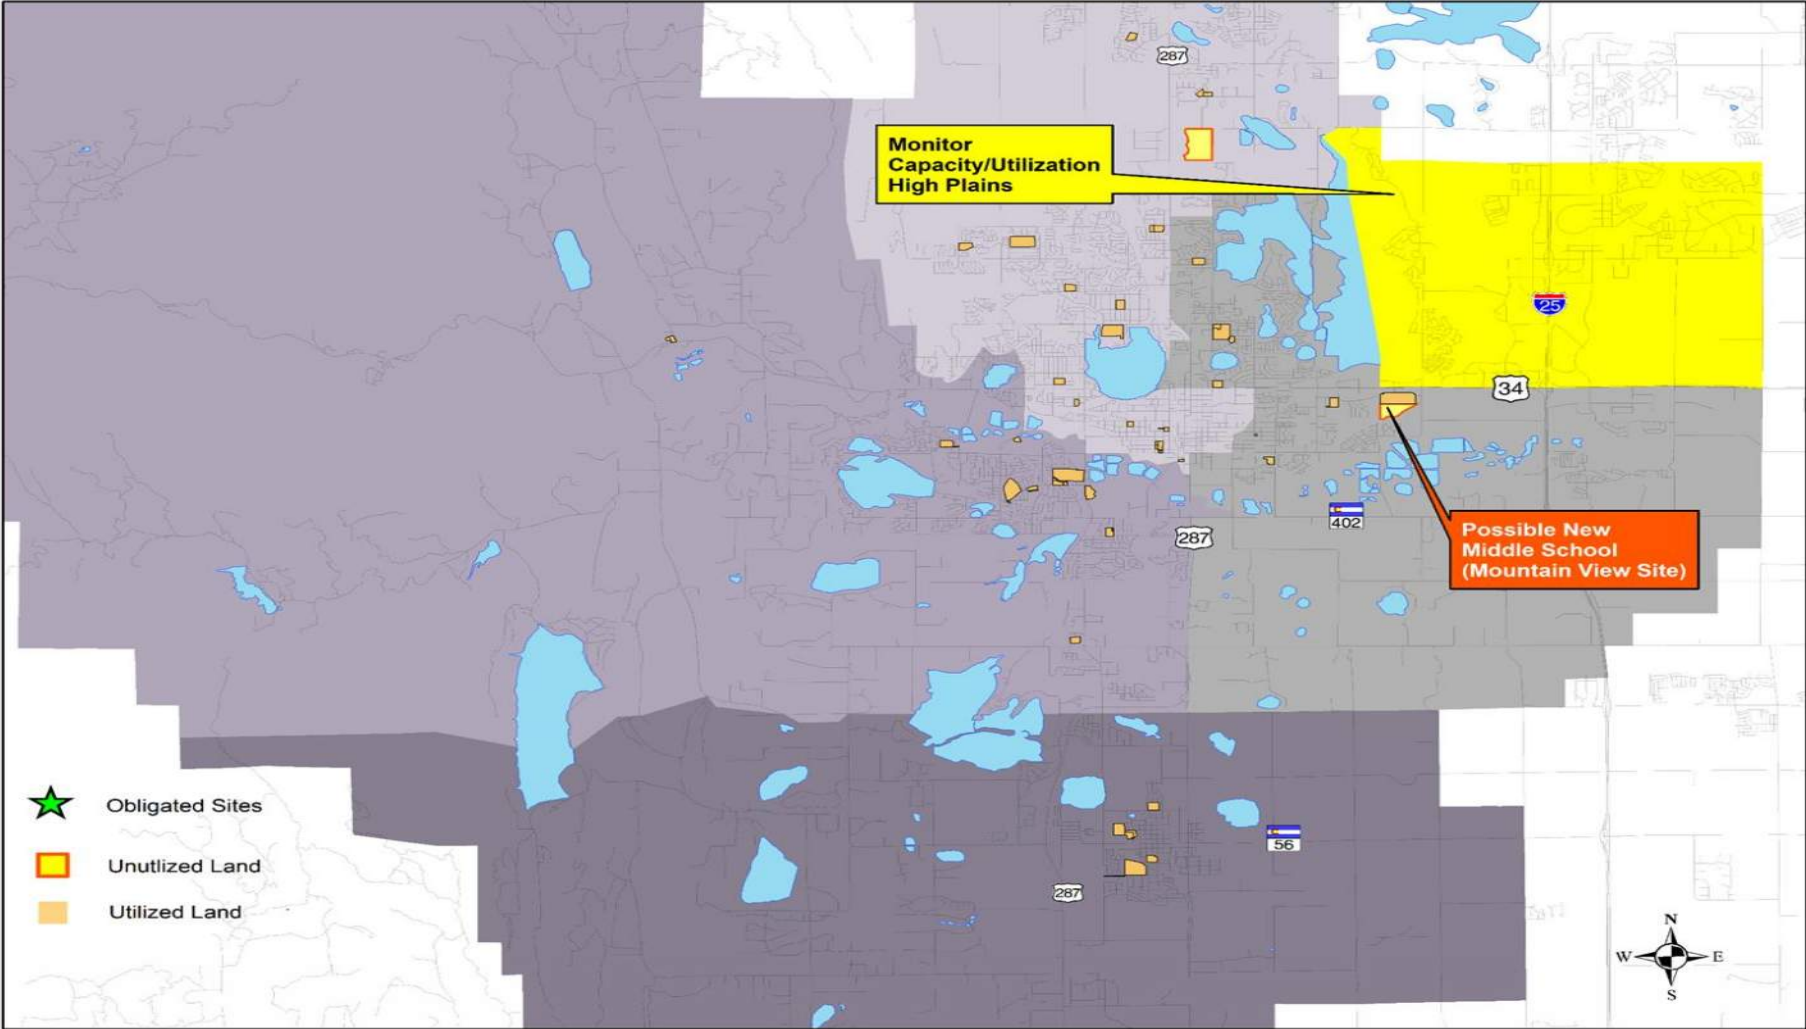 287
Monitor
Capacity/Utilization
High Plains
25
34
402
287
Possible New
Middle School
(Mountain View Site)
Obligated Sites
Unutlized Land
Utilized Land
56
287
N
W E
S